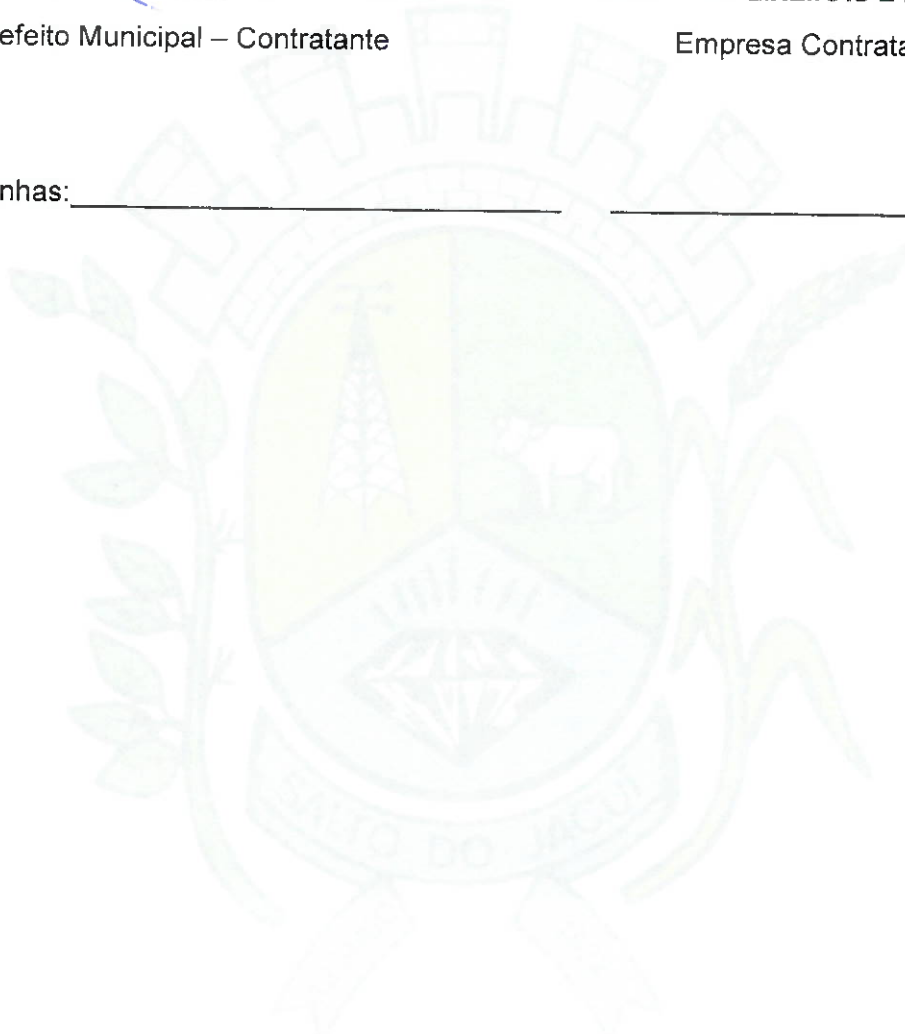 efeito Municipal – Contratante
Empresa Contrata
nhas:
SALTO DO JACUÍ